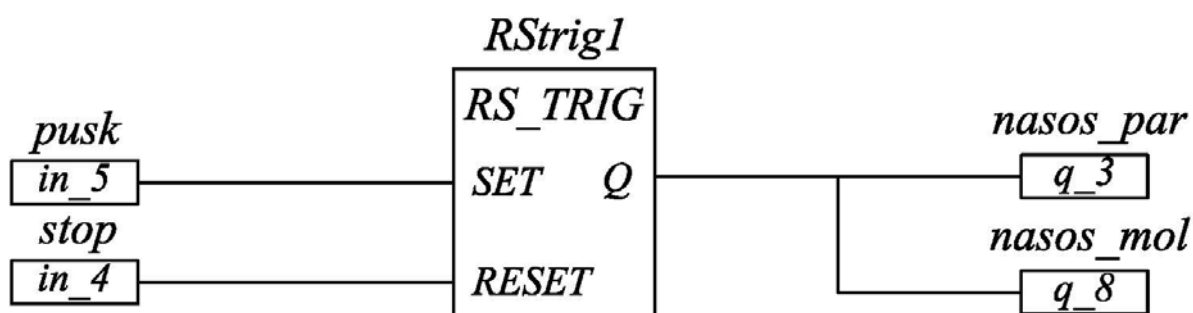 RStrig1
RS_TRIG
pusk
in_5
SET Q
stop
in_4
RESET
nasos_par
q_3
nasos_mol
q_8